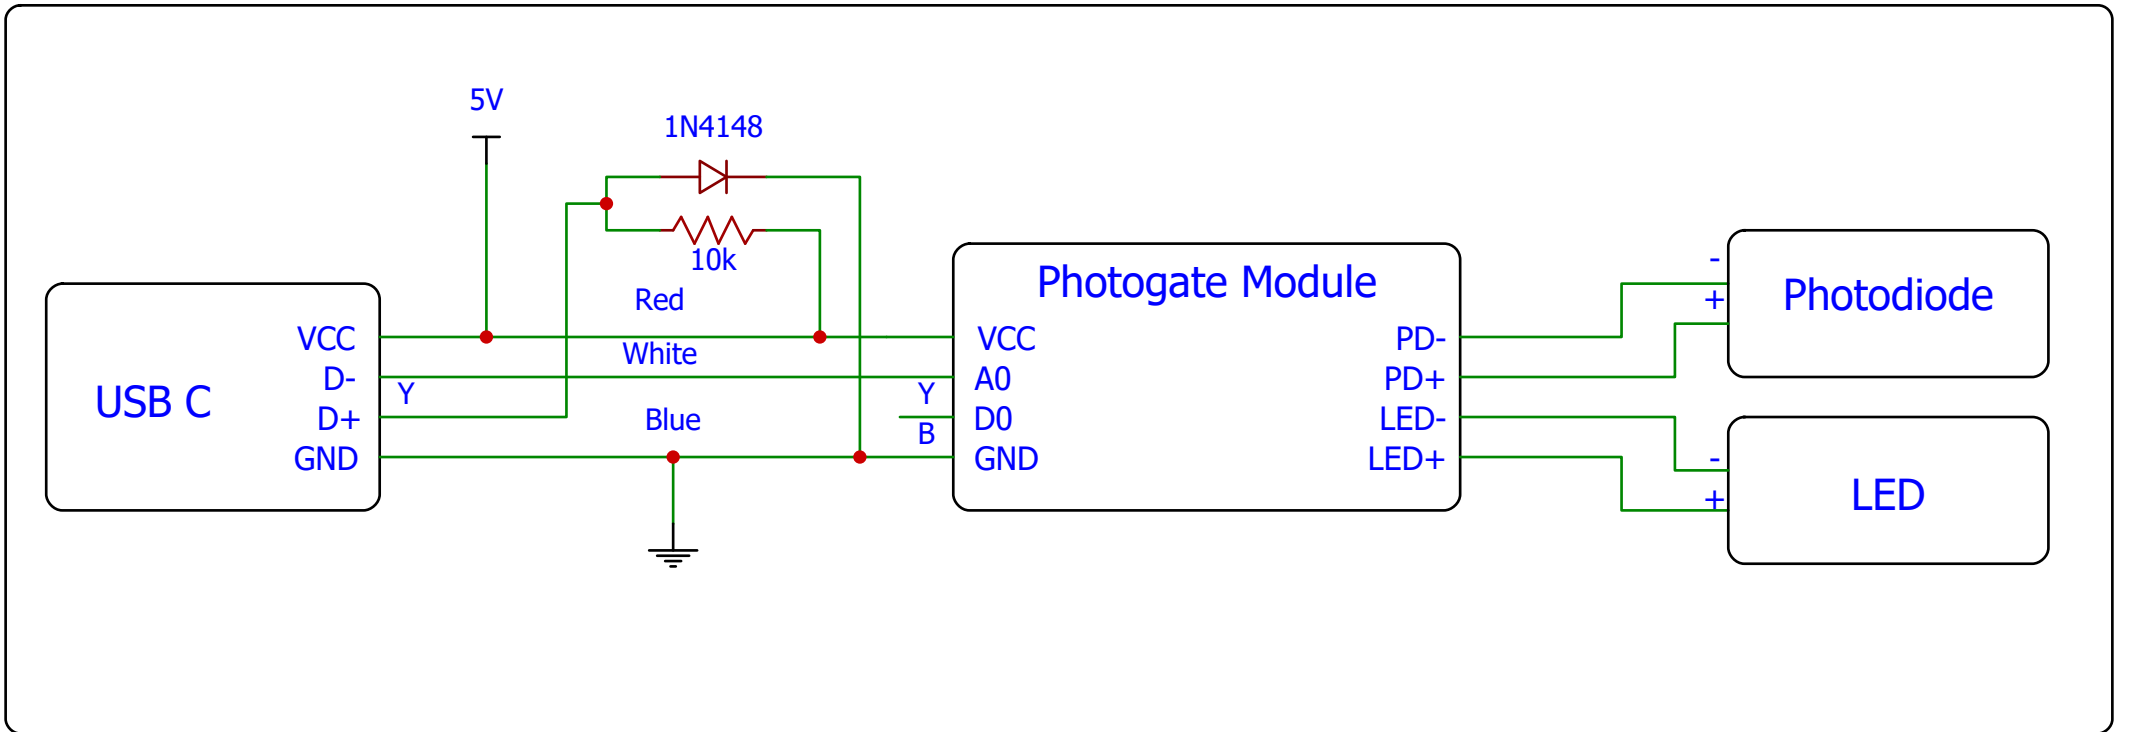 5V
1N4148
10k
Red
White
Blue
USB C
VCC
D-
D+
GND
Y
Y
B
Photogate Module
VCC
A0
D0
GND
PD-
PD+
LED-
LED+
-
+
Photodiode
-
+
LED